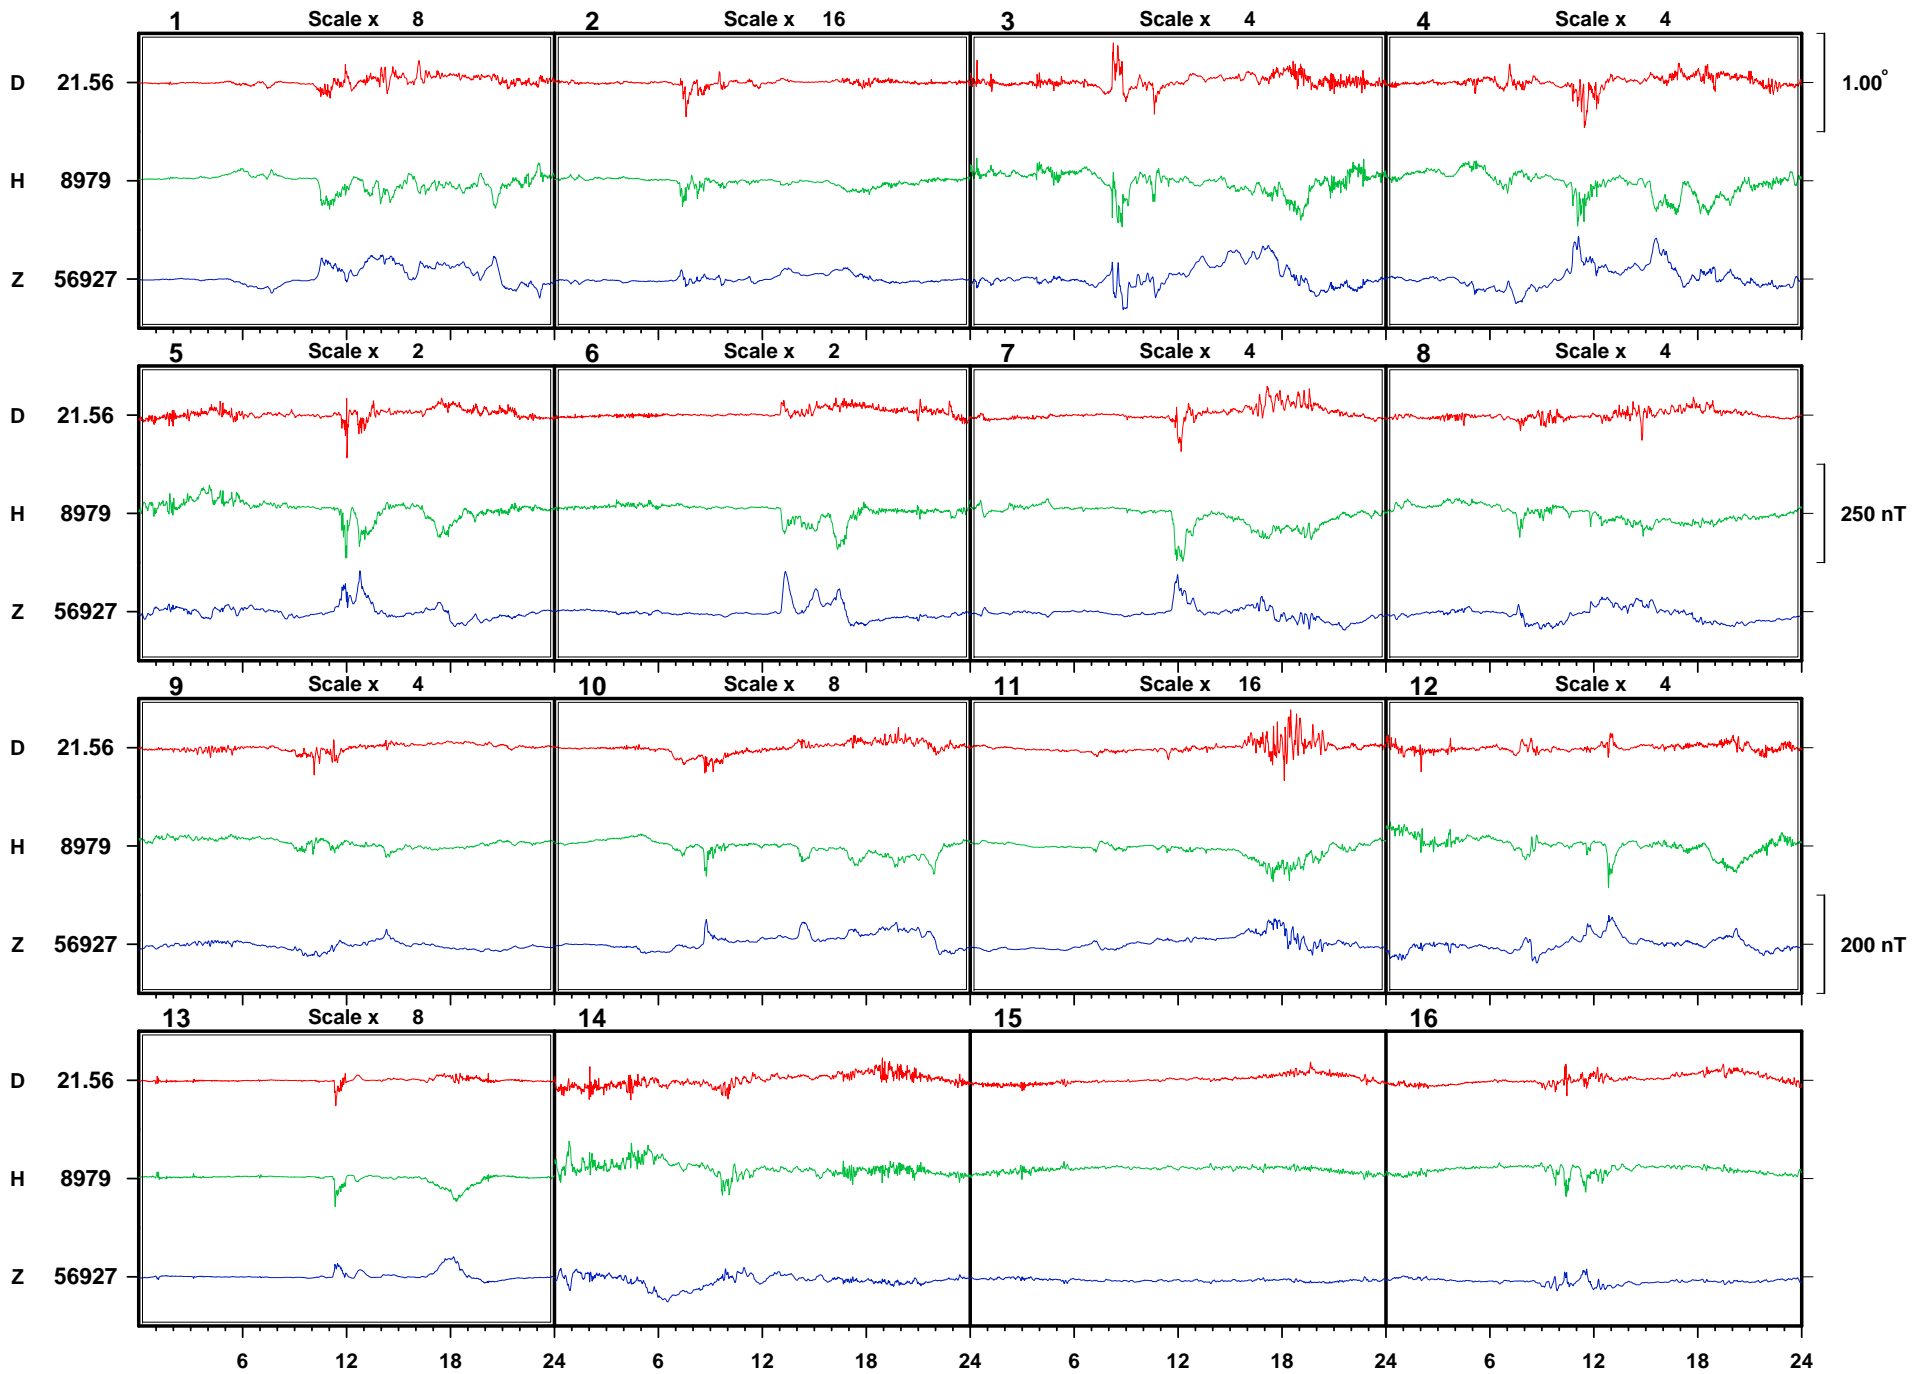 1 Scale x 8 2 Scale x 16 3 Scale x 4 4 Scale x 4
D 21.56 1.00°
H 8979
Z 56927
5 Scale x 2 6 Scale x 2 7 Scale x 4 8 Scale x 4
D 21.56
H 8979 250 nT
Z 56927
9 Scale x 4 10 Scale x 8 11 Scale x 16 12 Scale x 4
D 21.56
H 8979
Z 56927 200 nT
13 Scale x 8 14 15 16
D 21.56
H 8979
Z 56927
6 12 18 24 6 12 18 24 6 12 18 24 6 12 18 24